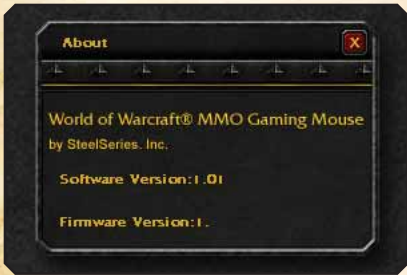 About
X
World of Warcraft® MMO Gaming Mouse
by SteelSeries. Inc.
Software Version:1.01
Firmware Version:1.